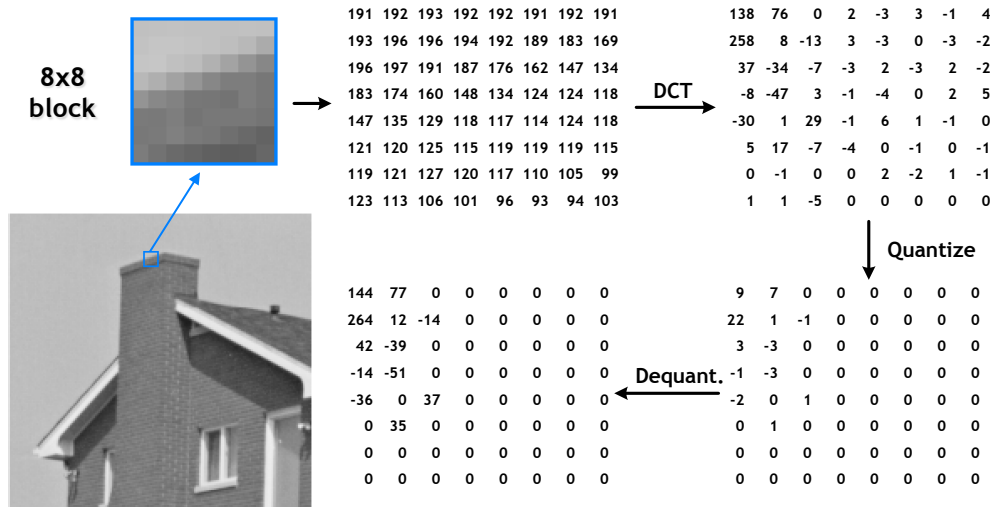 8x8
block
191 192 193 192 192 191 192 191
193 196 196 194 192 189 183 169
196 197 191 187 176 162 147 134
183 174 160 148 134 124 124 118
147 135 129 118 117 114 124 118
121 120 125 115 119 119 119 115
119 121 127 120 117 110 105 99
123 113 106 101 96 93 94 103
DCT
138 76 0 2 -3 3 -1 4
258 8 -13 3 -3 0 -3 -2
37 -34 -7 -3 2 -3 2 -2
-8 -47 3 -1 -4 0 2 5
-30 1 29 -1 6 1 -1 0
5 17 -7 -4 0 -1 0 -1
0 -1 0 0 2 -2 1 -1
1 1 -5 0 0 0 0 0
Quantize
9 7 0 0 0 0 0 0
22 1 -1 0 0 0 0 0
3 -3 0 0 0 0 0 0
-1 -3 0 0 0 0 0 0
-2 0 1 0 0 0 0 0
0 1 0 0 0 0 0 0
0 0 0 0 0 0 0 0
0 0 0 0 0 0 0 0
Dequant.
144 77 0 0 0 0 0 0
264 12 -14 0 0 0 0 0
42 -39 0 0 0 0 0 0
-14 -51 0 0 0 0 0 0
-36 0 37 0 0 0 0 0
0 35 0 0 0 0 0 0
0 0 0 0 0 0 0 0
0 0 0 0 0 0 0 0